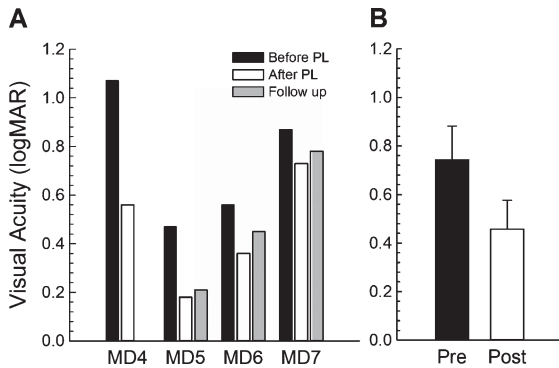 A
B
Visual Acuity (logMAR)
1.2
1.0
0.8
0.6
0.4
0.2
0.0
Before PL
After PL
Follow up
MD4 MD5 MD6 MD7
1.2
1.0
0.8
0.6
0.4
0.2
0.0
Pre Post